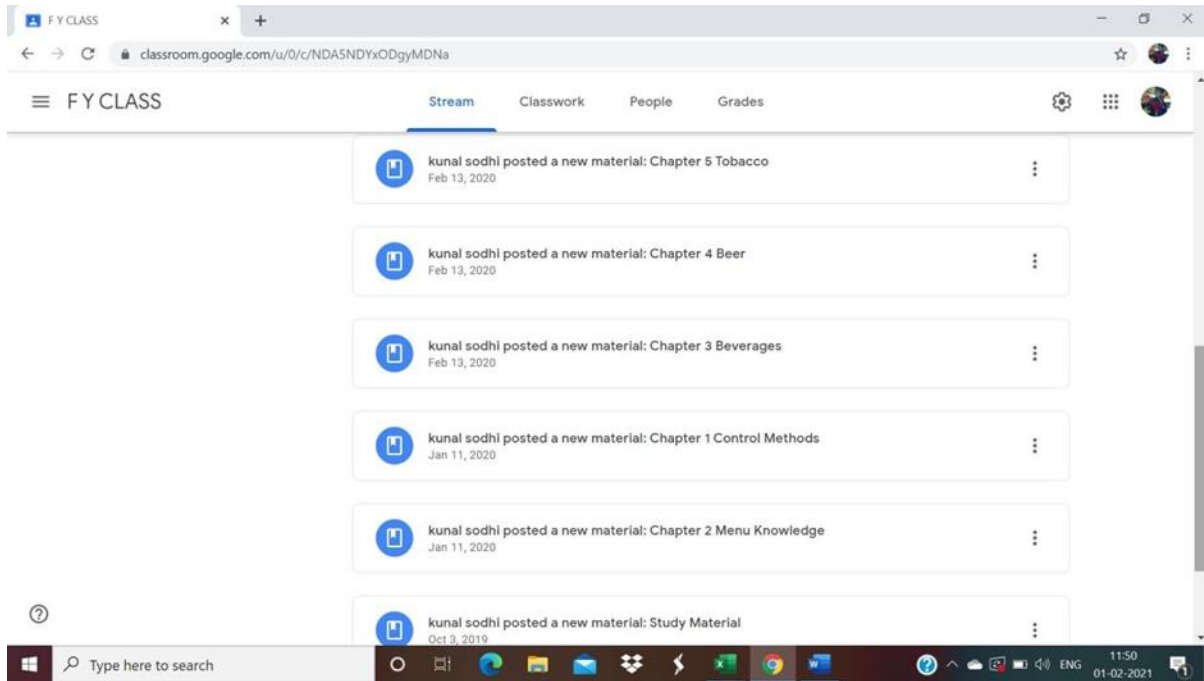 F Y CLASS
classroom.google.com/u/0/c/NDA5NDYxODgyMDNa
F Y CLASS
Stream Classwork People Grades
kunal sodhi posted a new material: Chapter 5 Tobacco
Feb 13, 2020
kunal sodhi posted a new material: Chapter 4 Beer
Feb 13, 2020
kunal sodhi posted a new material: Chapter 3 Beverages
Feb 13, 2020
kunal sodhi posted a new material: Chapter 1 Control Methods
Jan 11, 2020
kunal sodhi posted a new material: Chapter 2 Menu Knowledge
Jan 11, 2020
kunal sodhi posted a new material: Study Material
Oct 3, 2019
Type here to search
ENG
11:50
01-02-2021